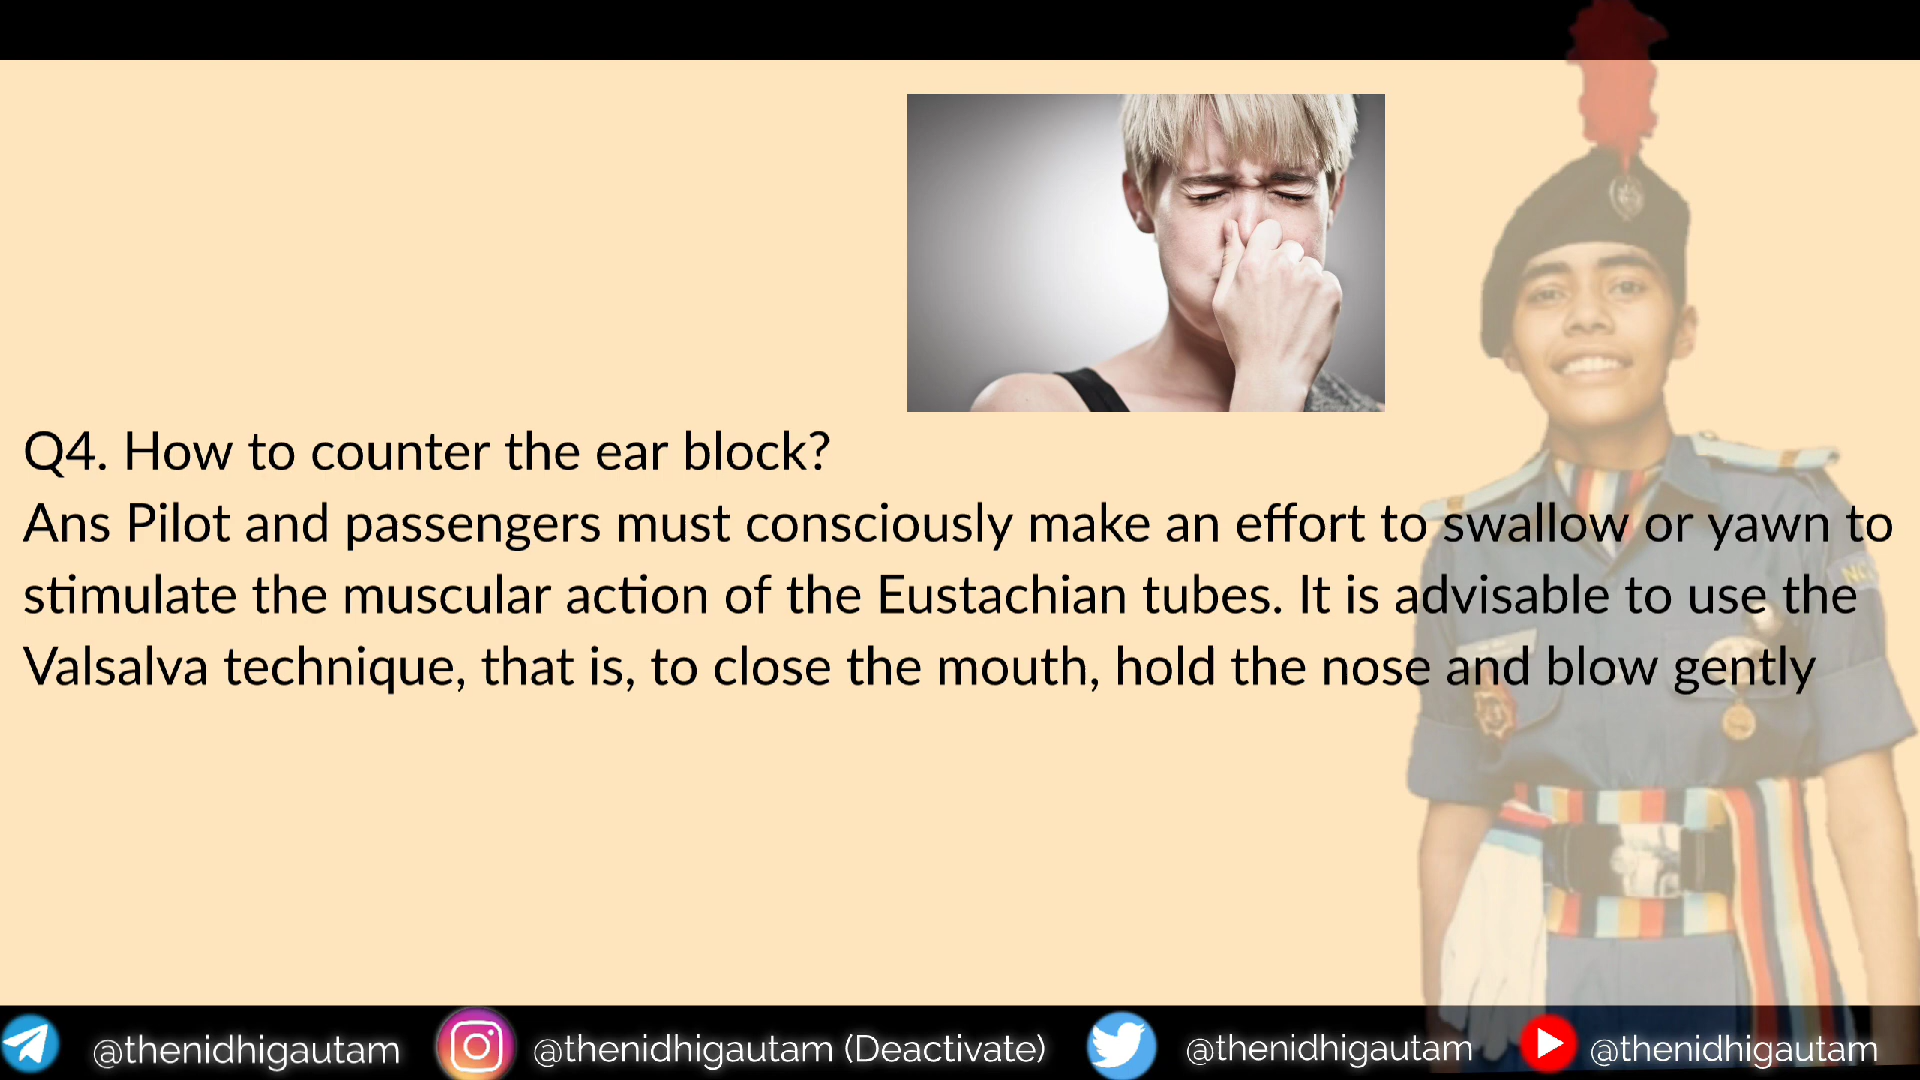 Q4. How to counter the ear block?
Ans Pilot and passengers must consciously make an effort to swallow or yawn to
stimulate the muscular action of the Eustachian tubes. It is advisable to use the
Valsalva technique, that is, to close the mouth, hold the nose and blow gently
@thenidhigautam
@thenidhigautam (Deactivate)
@thenidhigautam
@thenidhigautam